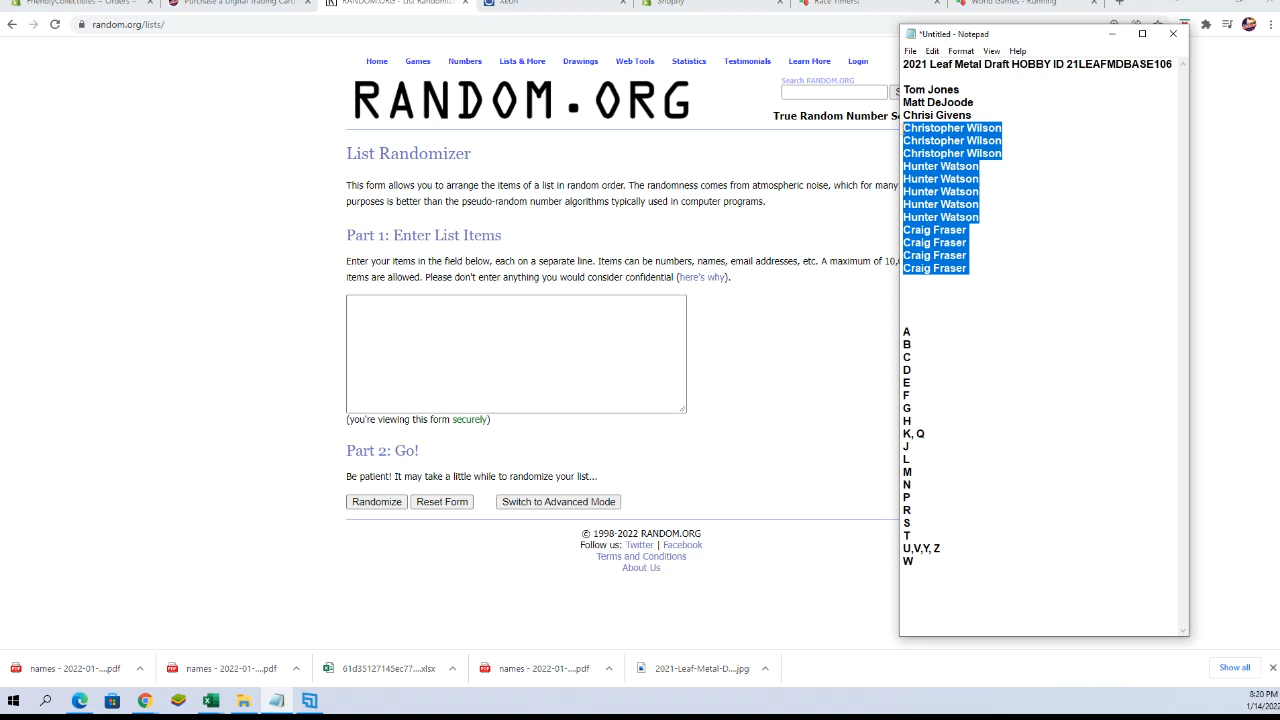 FriendlyCollectibles – Orders –
Purchase a Digital Trading Card
RANDOM.ORG - List Randomizer
Xeon
Shopify
Race Timers!
World Games - Running
random.org/lists/
Home Games Numbers Lists & More Drawings Web Tools Statistics Testimonials Learn More Login
RANDOM.ORG
Search RANDOM.ORG
True Random Number Se
List Randomizer
This form allows you to arrange the items of a list in random order. The randomness comes from atmospheric noise, which for many
purposes is better than the pseudo-random number algorithms typically used in computer programs.
Part 1: Enter List Items
Enter your items in the field below, each on a separate line. Items can be numbers, names, email addresses, etc. A maximum of 10,
items are allowed. Please don't enter anything you would consider confidential (here's why).
(you're viewing this form securely)
Part 2: Go!
Be patient! It may take a little while to randomize your list...
Randomize Reset Form Switch to Advanced Mode
© 1998-2022 RANDOM.ORG
Follow us: Twitter | Facebook
Terms and Conditions
About Us
*Untitled - Notepad
File Edit Format View Help
2021 Leaf Metal Draft HOBBY ID 21LEAFMDBASE106
Tom Jones
Matt DeJoode
Chrisi Givens
Christopher Wilson
Christopher Wilson
Christopher Wilson
Hunter Watson
Hunter Watson
Hunter Watson
Hunter Watson
Hunter Watson
Craig Fraser
Craig Fraser
Craig Fraser
Craig Fraser
A
B
C
D
E
F
G
H
K, Q
J
L
M
N
P
R
S
T
U,V,Y, Z
W
names - 2022-01-....pdf
names - 2022-01-....pdf
61d35127145ec77....xlsx
names - 2022-01-....pdf
2021-Leaf-Metal-D....jpg
Show all
8:20 PM
1/14/2022